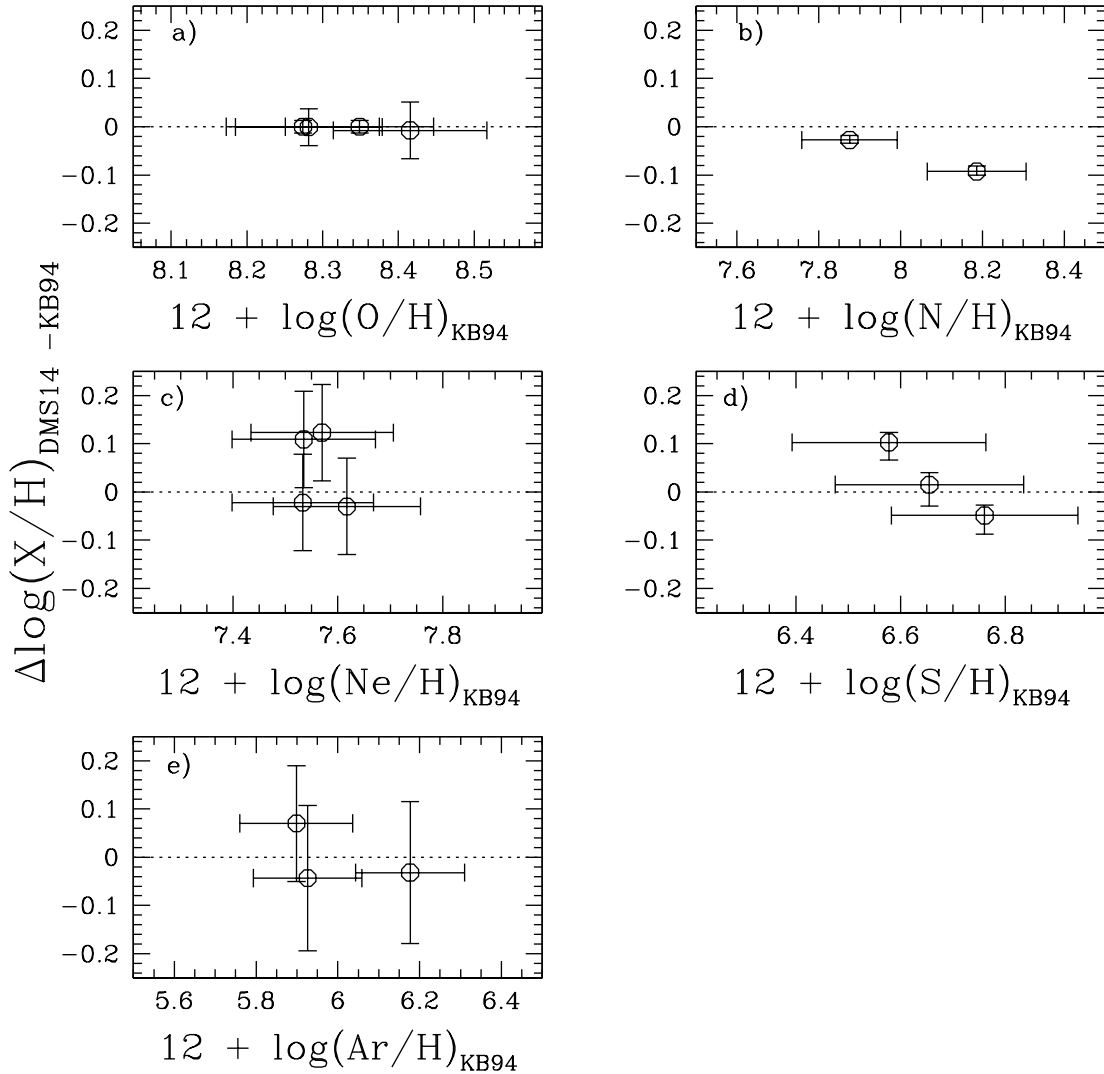 Δlog(X/H)DMS14 −KB94
a)
0.2
0.1
0
−0.1
−0.2
8.1 8.2 8.3 8.4 8.5
12 + log(O/H)KB94
b)
0.2
0.1
0
−0.1
−0.2
7.6 7.8 8 8.2 8.4
12 + log(N/H)KB94
c)
0.2
0.1
0
−0.1
−0.2
7.4 7.6 7.8
12 + log(Ne/H)KB94
d)
0.2
0.1
0
−0.1
−0.2
6.4 6.6 6.8
12 + log(S/H)KB94
e)
0.2
0.1
0
−0.1
−0.2
5.6 5.8 6 6.2 6.4
12 + log(Ar/H)KB94